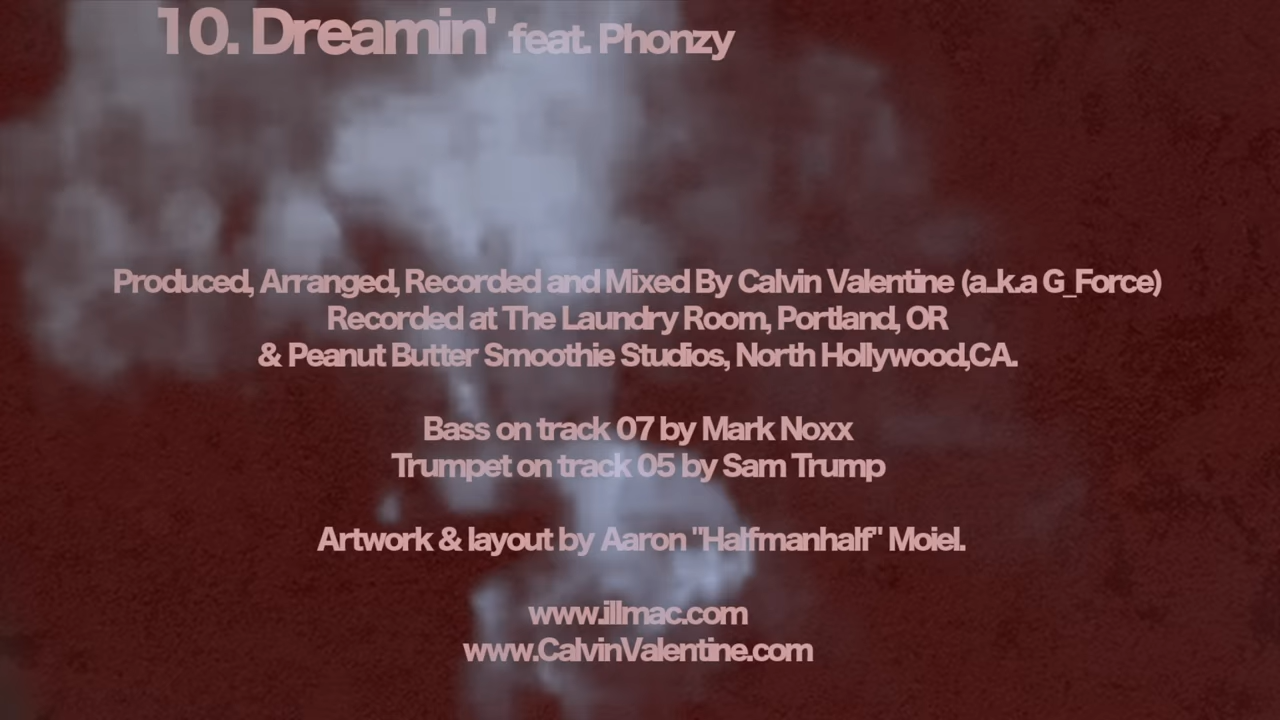 10. Dreamin' feat. Phonzy
Produced, Arranged, Recorded and Mixed By Calvin Valentine (a..k.a G_Force)
Recorded at The Laundry Room, Portland, OR
& Peanut Butter Smoothie Studios, North Hollywood,CA.
Bass on track 07 by Mark Noxx
Trumpet on track 05 by Sam Trump
Artwork & layout by Aaron "Halfmanhalf" Moiel.
www.illmac.com
www.CalvinValentine.com